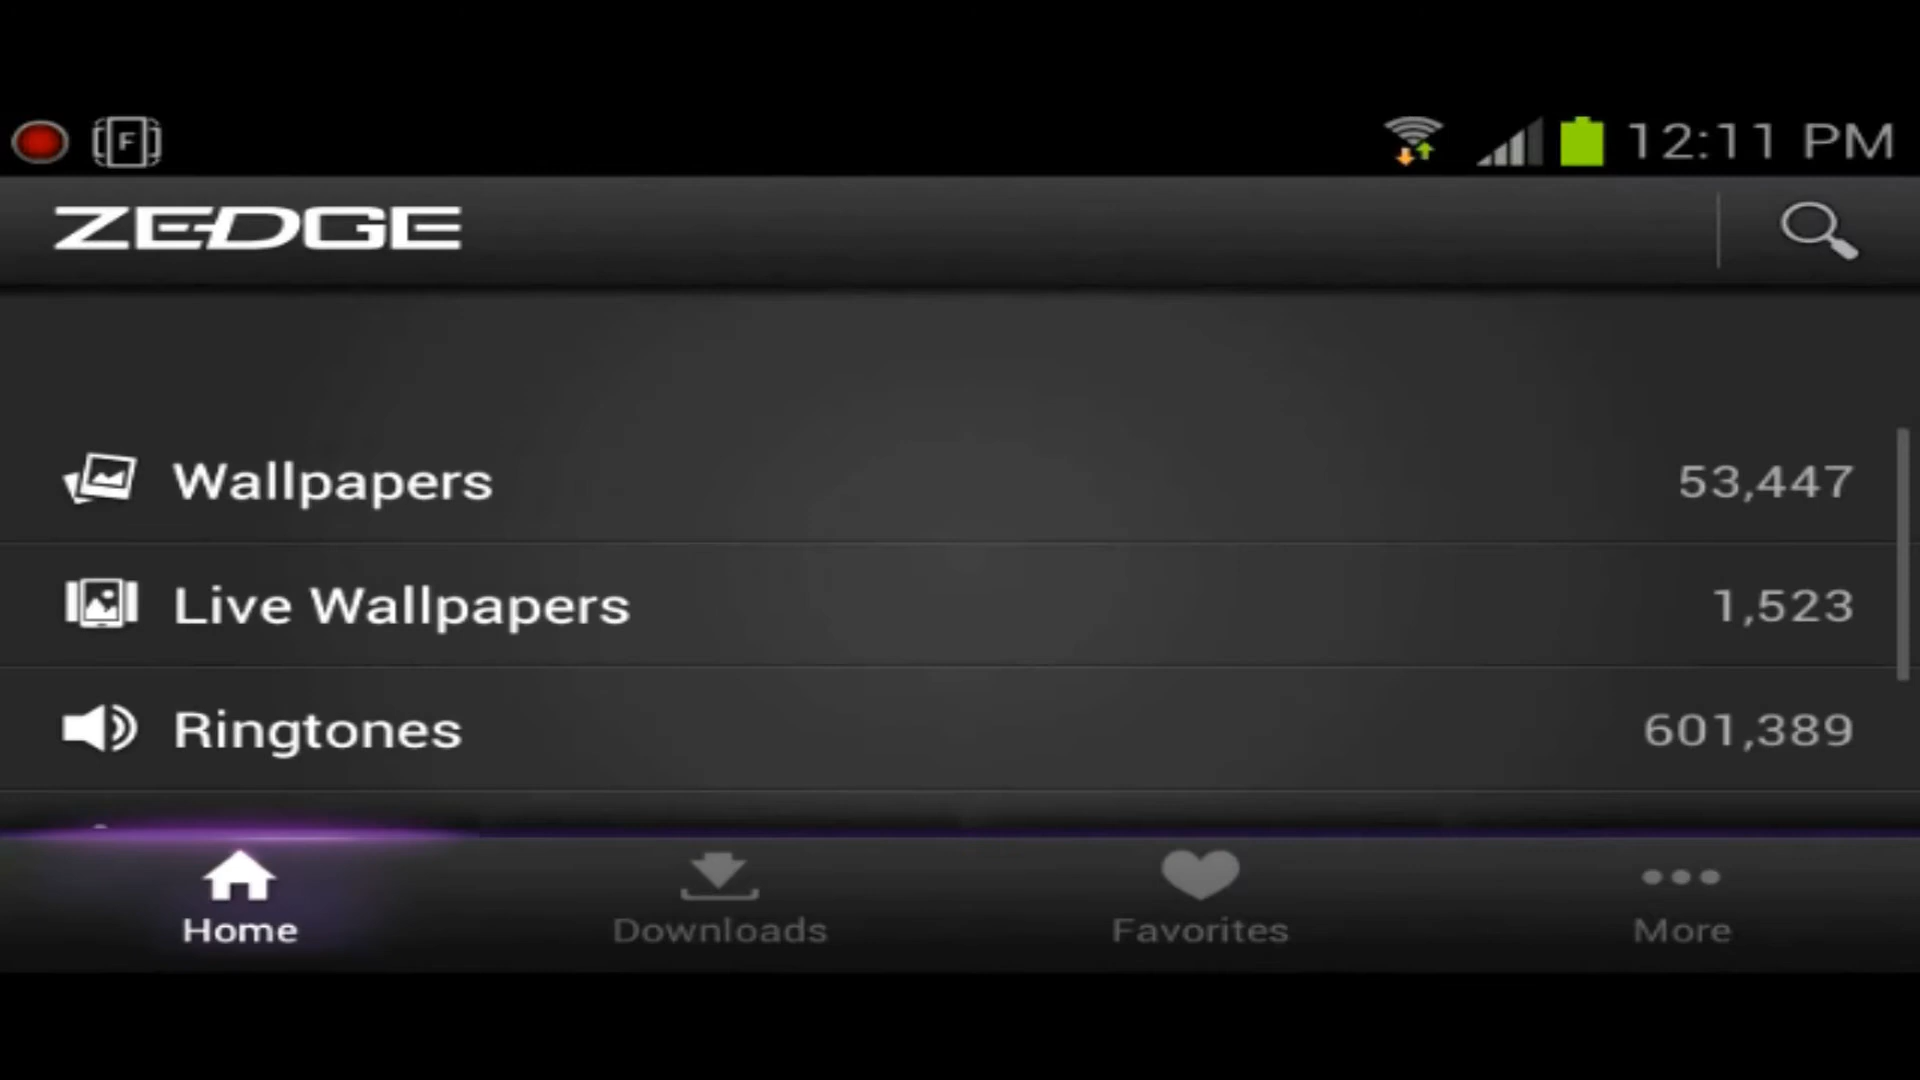 F
12:11 PM
ZEDGE
Wallpapers 53,447
Live Wallpapers 1,523
Ringtones 601,389
Home Downloads Favorites More